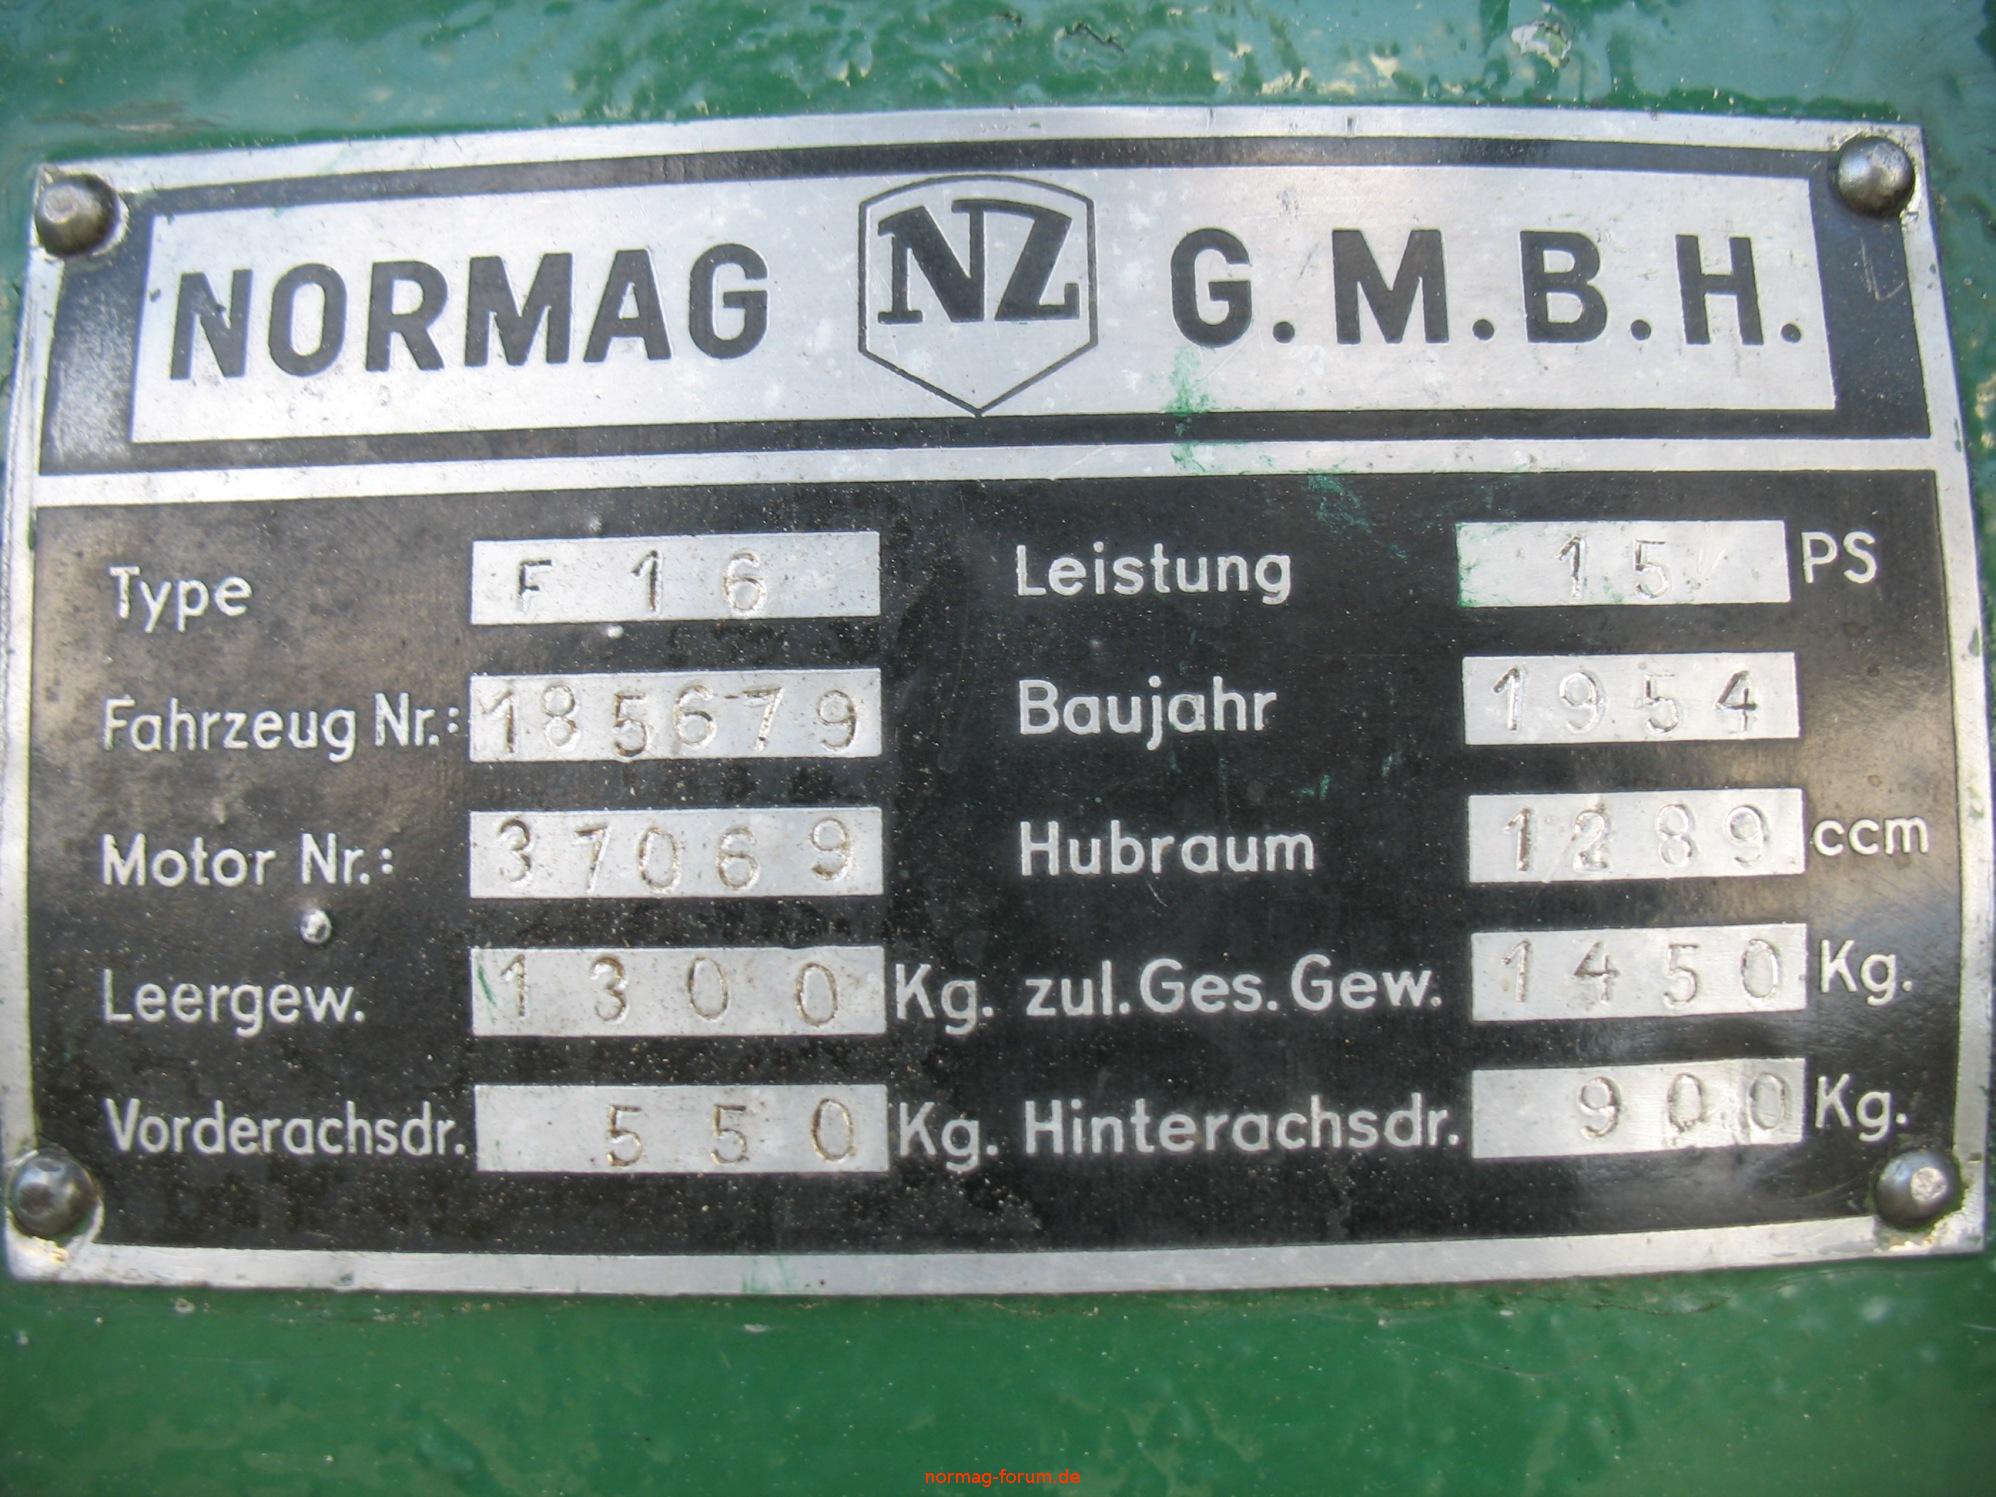 NORMAG NZ G.M.B.H.
Type F 16 Leistung 15 PS
Fahrzeug Nr.: 185679 Baujahr 1954
Motor Nr.: 37069 Hubraum 1289 ccm
Leergew. 1300 Kg. zul. Ges. Gew. 1450 Kg.
Vorderachsdr. 550 Kg. Hinterachsdr. 900 Kg.
normag-forum.de